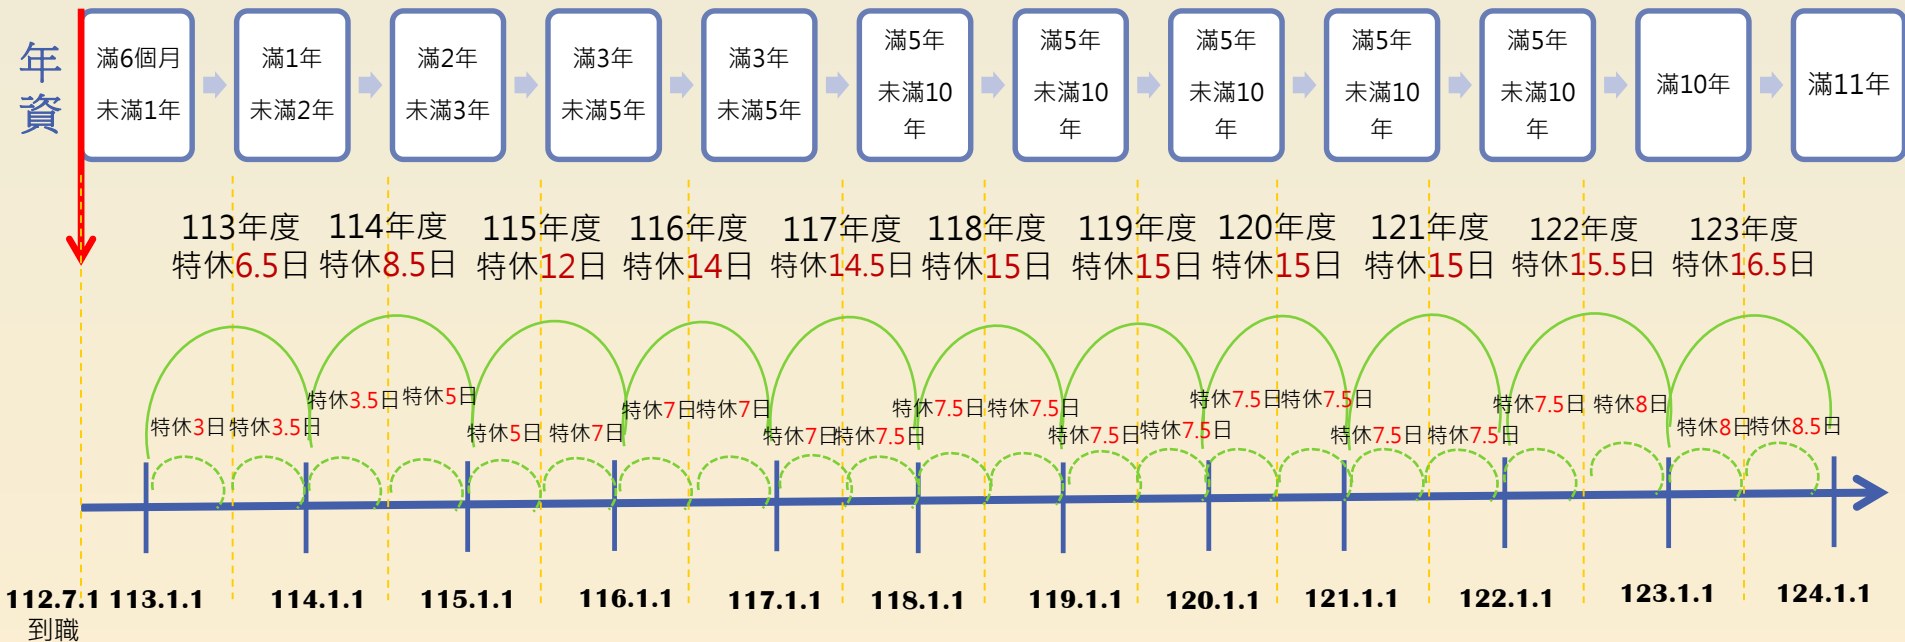 年資
滿6個月
未滿1年
滿1年
未滿2年
滿2年
未滿3年
滿3年
未滿5年
滿3年
未滿5年
滿5年
未滿10
年
滿5年
未滿10
年
滿5年
未滿10
年
滿5年
未滿10
年
滿5年
未滿10
年
滿10年
滿11年
113年度
特休6.5日
114年度
特休8.5日
115年度
特休12日
116年度
特休14日
117年度
特休14.5日
118年度
特休15日
119年度
特休15日
120年度
特休15日
121年度
特休15日
122年度
特休15.5日
123年度
特休16.5日
特休3日
特休3.5日
特休3.5日
特休5日
特休5日
特休7日
特休7日
特休7日
特休7日
特休7.5日
特休7.5日
特休7.5日
特休7.5日
特休7.5日
特休7.5日
特休7.5日
特休7.5日
特休7.5日
特休7.5日
特休8日
特休8日
特休8.5日
112.7.1
到職
113.1.1
114.1.1
115.1.1
116.1.1
117.1.1
118.1.1
119.1.1
120.1.1
121.1.1
122.1.1
123.1.1
124.1.1